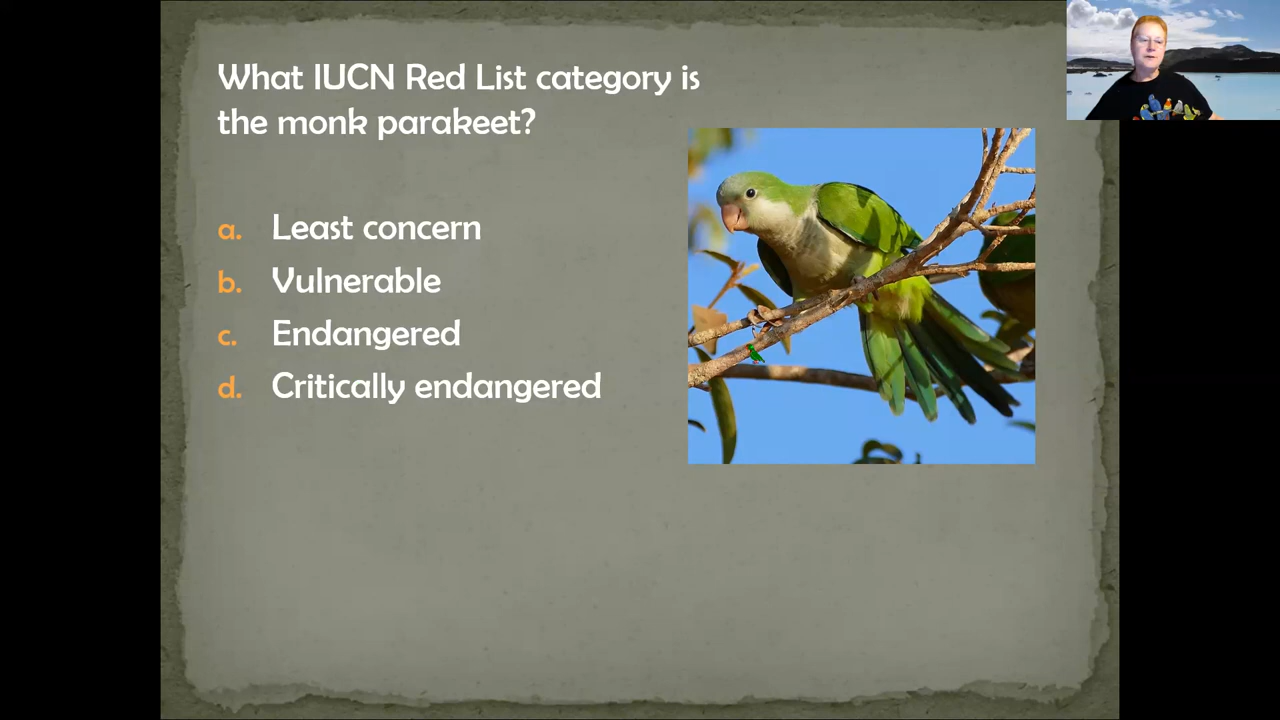 What IUCN Red List category is
the monk parakeet?
a. Least concern
b. Vulnerable
c. Endangered
d. Critically endangered